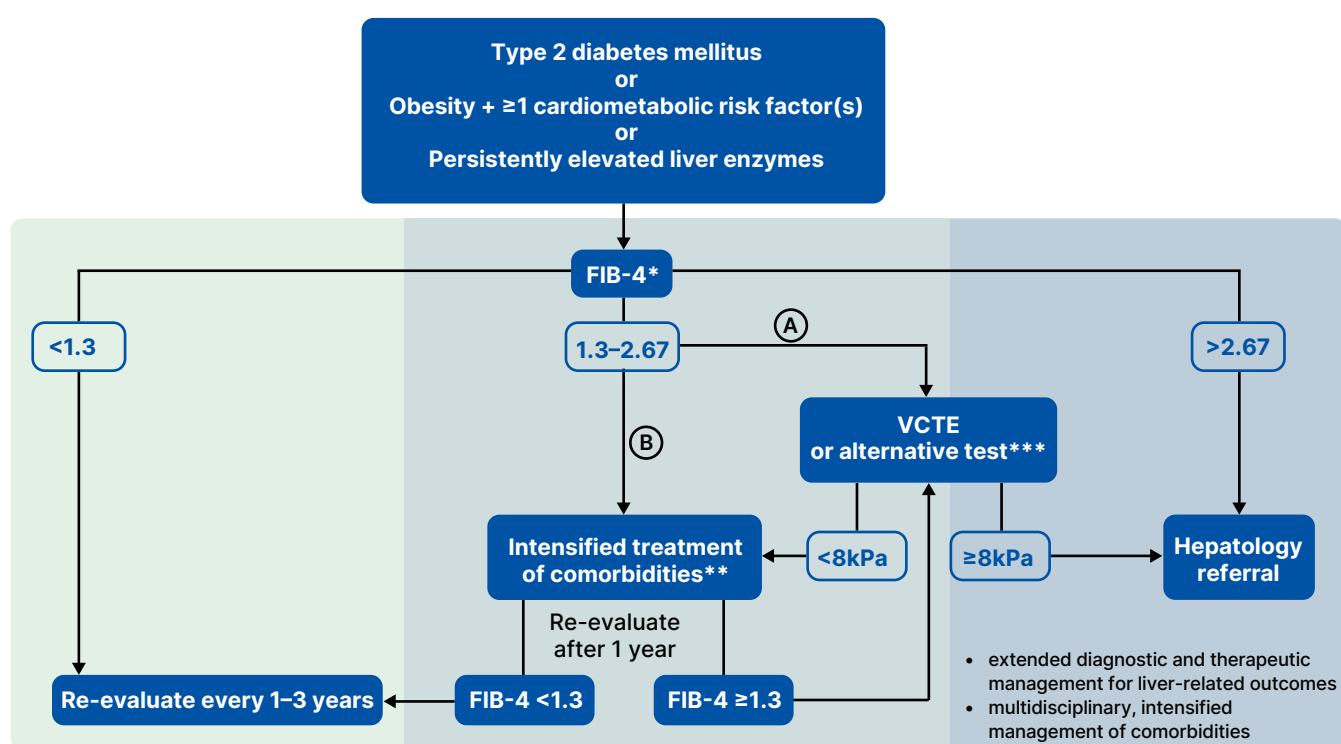 Type 2 diabetes mellitus
or
Obesity + ≥1 cardiometabolic risk factor(s)
or
Persistently elevated liver enzymes
FIB-4*
<1.3
1.3–2.67
A
>2.67
VCTE
or alternative test***
B
Intensified treatment
of comorbidities**
<8kPa
≥8kPa
Hepatology
referral
Re-evaluate
after 1 year
Re-evaluate every 1–3 years
FIB-4 <1.3
FIB-4 ≥1.3
• extended diagnostic and therapeutic
management for liver-related outcomes
• multidisciplinary, intensified
management of comorbidities